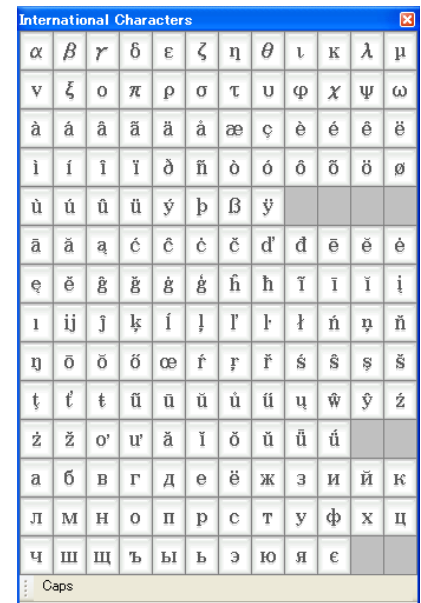 International Characters
α β γ δ ε ζ η θ ι κ λ μ
ν ξ ο π ρ σ τ υ φ χ ψ ω
à á â ã ä å æ ç è é ê ë
ì í î ï ð ñ ò ó ô õ ö ø
ù ú û ü ý þ ß ÿ
ā ă ą ć ĉ ċ č ď đ ē ĕ ė
ę ě ĝ ğ ġ ģ ĥ ħ ĩ ī ĭ į
ı ij ĵ ķ ĺ ļ ľ ŀ ł ń ņ ň
ŋ ō ŏ ő œ ŕ ŗ ř ś ŝ ş š
ţ ť ŧ ũ ū ŭ ů ű ų ŵ ŷ ź
ż ž ơ ư ǎ ǐ ǒ ǔ ǖ ǘ
а б в г д е ё ж з и й к
л м н о п р с т у ф х ц
ч ш щ ъ ы ь э ю я є
Caps